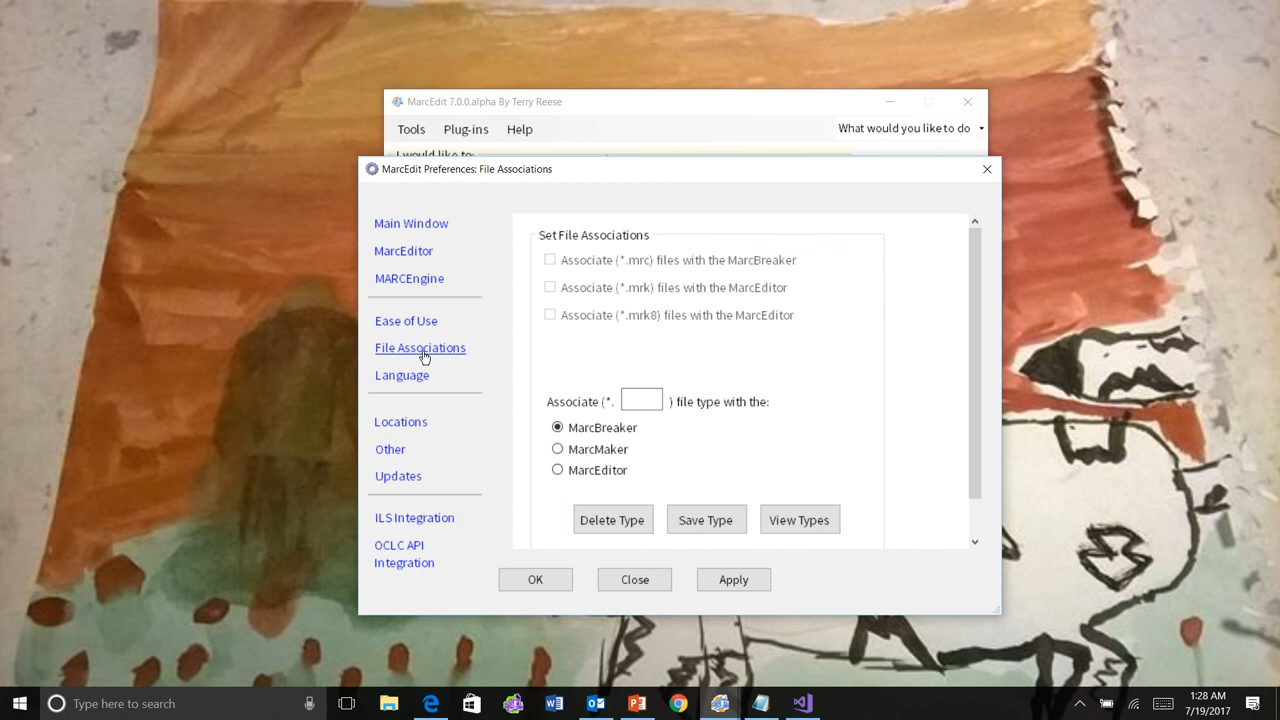 MarcEdit 7.0.0.alpha By Terry Reese
Tools Plug-ins Help What would you like to do
I would like to:
MarcEdit Preferences: File Associations
Main Window
MarcEditor
MARCEngine
Ease of Use
File Associations
Language
Locations
Other
Updates
ILS Integration
OCLC API
Integration
Set File Associations
Associate (*.mrc) files with the MarcBreaker
Associate (*.mrk) files with the MarcEditor
Associate (*.mrk8) files with the MarcEditor
Associate (*. ) file type with the:
MarcBreaker
MarcMaker
MarcEditor
Delete Type Save Type View Types
OK Close Apply
Type here to search
1:28 AM
7/19/2017